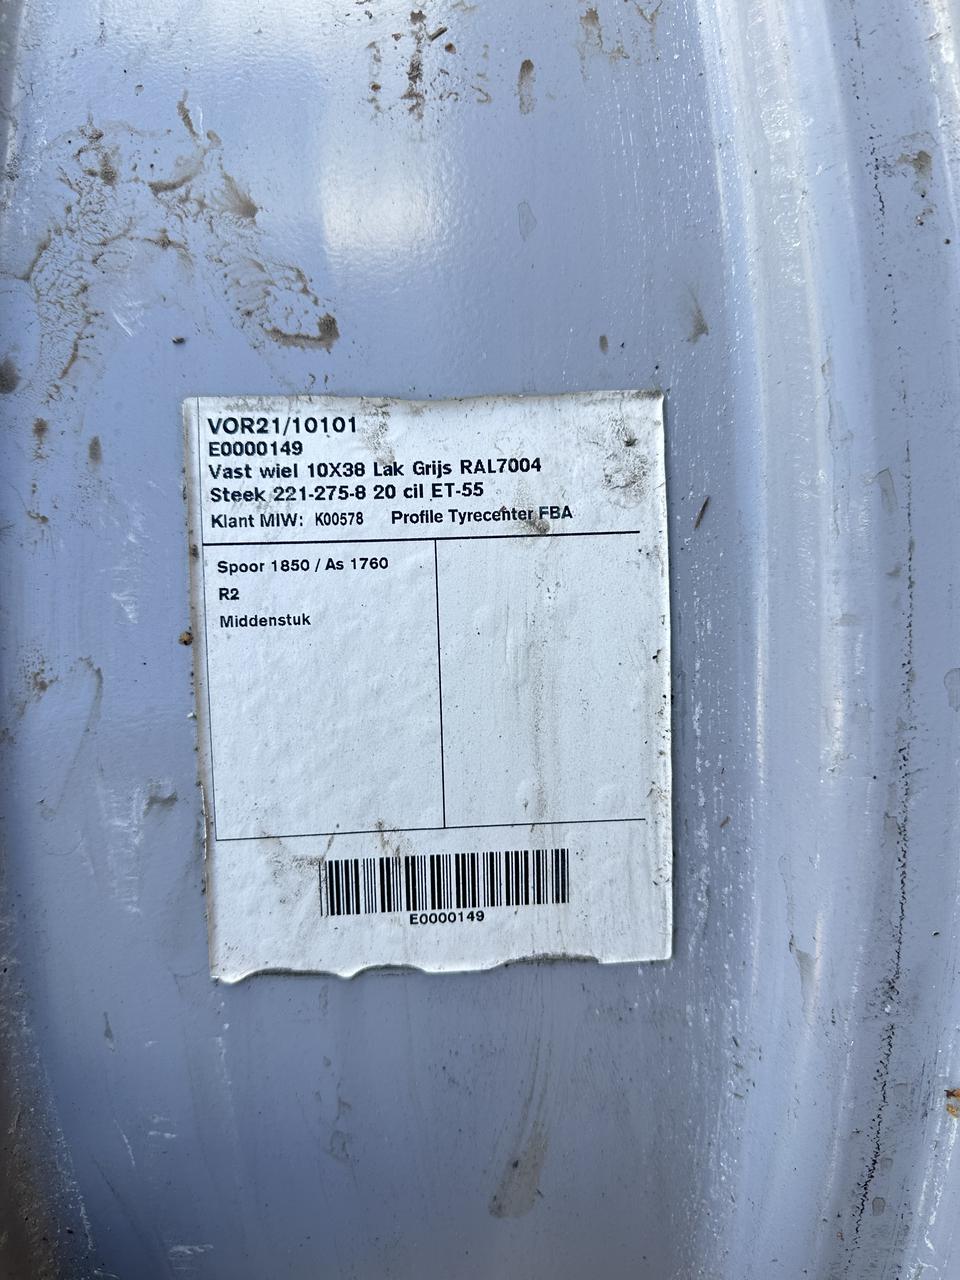 VOR21/10101
E0000149
Vast wiel 10X38 Lak Grijs RAL7004
Steek 221-275-8 20 cil ET-55
Klant MIW: K00578 Profile Tyrecenter FBA
Spoor 1850 / As 1760
R2
Middenstuk
E0000149